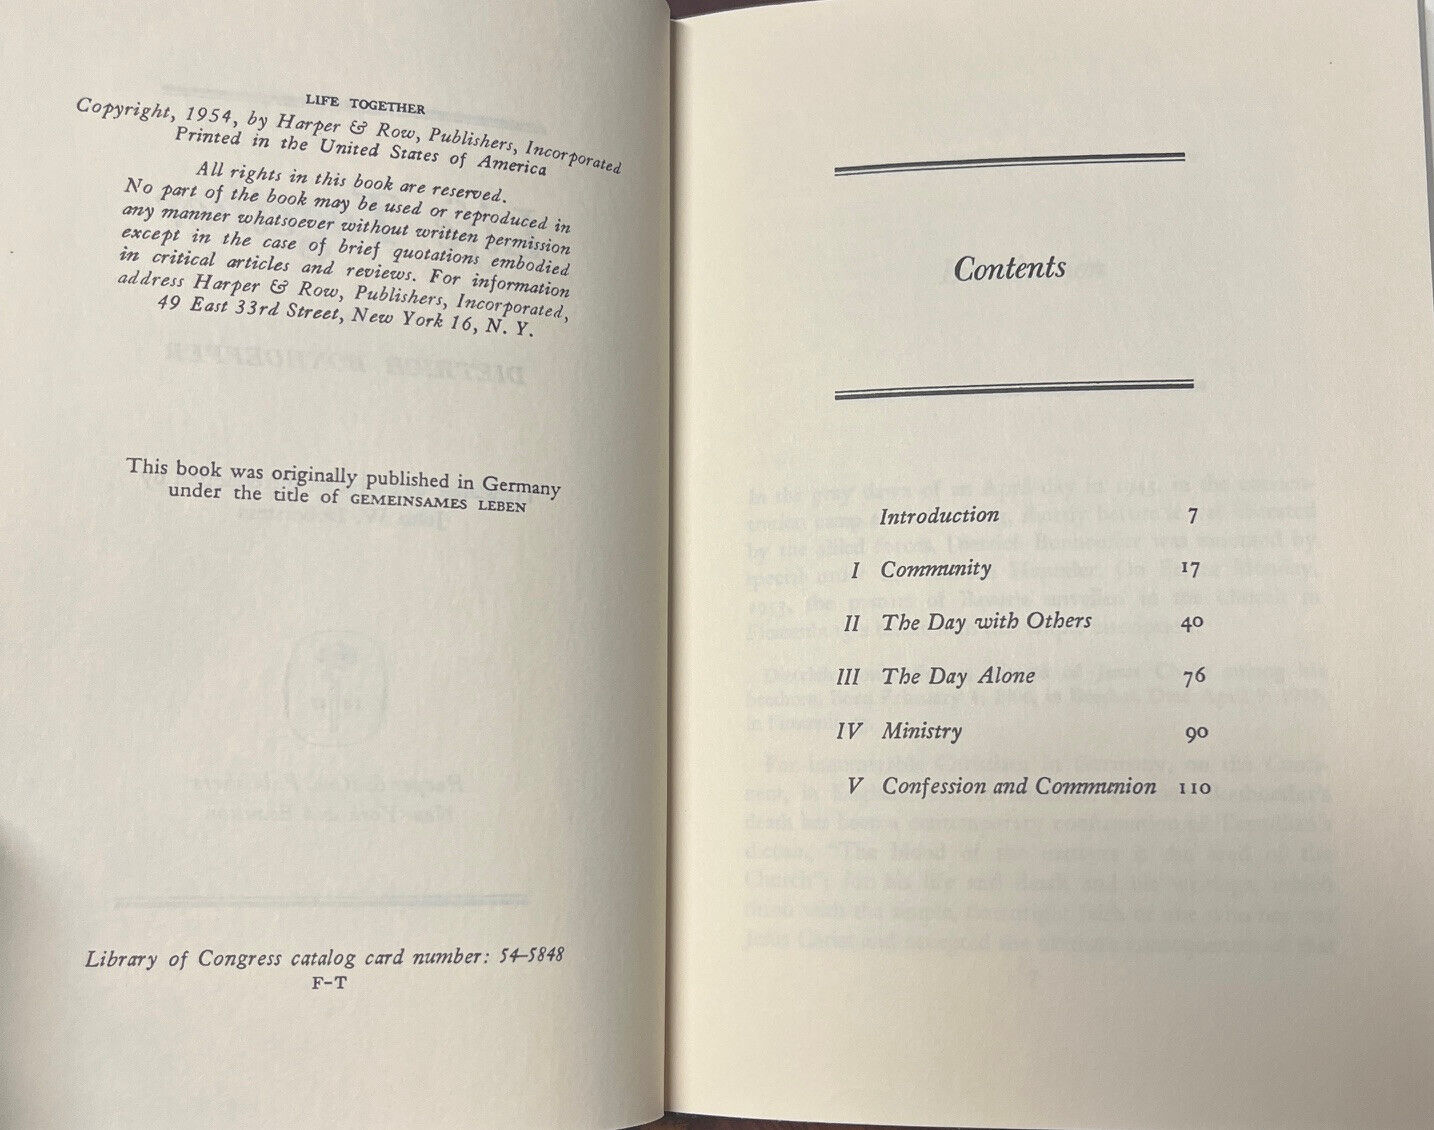 LIFE TOGETHER
Copyright, 1954, by Harper & Row, Publishers, Incorporated
Printed in the United States of America
All rights in this book are reserved.
No part of the book may be used or reproduced in
any manner whatsoever without written permission
except in the case of brief quotations embodied
in critical articles and reviews. For information
address Harper & Row, Publishers, Incorporated,
49 East 33rd Street, New York 16, N. Y.
This book was originally published in Germany
under the title of GEMEINSAMES LEBEN
Library of Congress catalog card number: 54-5848
F-T
Contents
Introduction 7
I Community 17
II The Day with Others 40
III The Day Alone 76
IV Ministry 90
V Confession and Communion 110